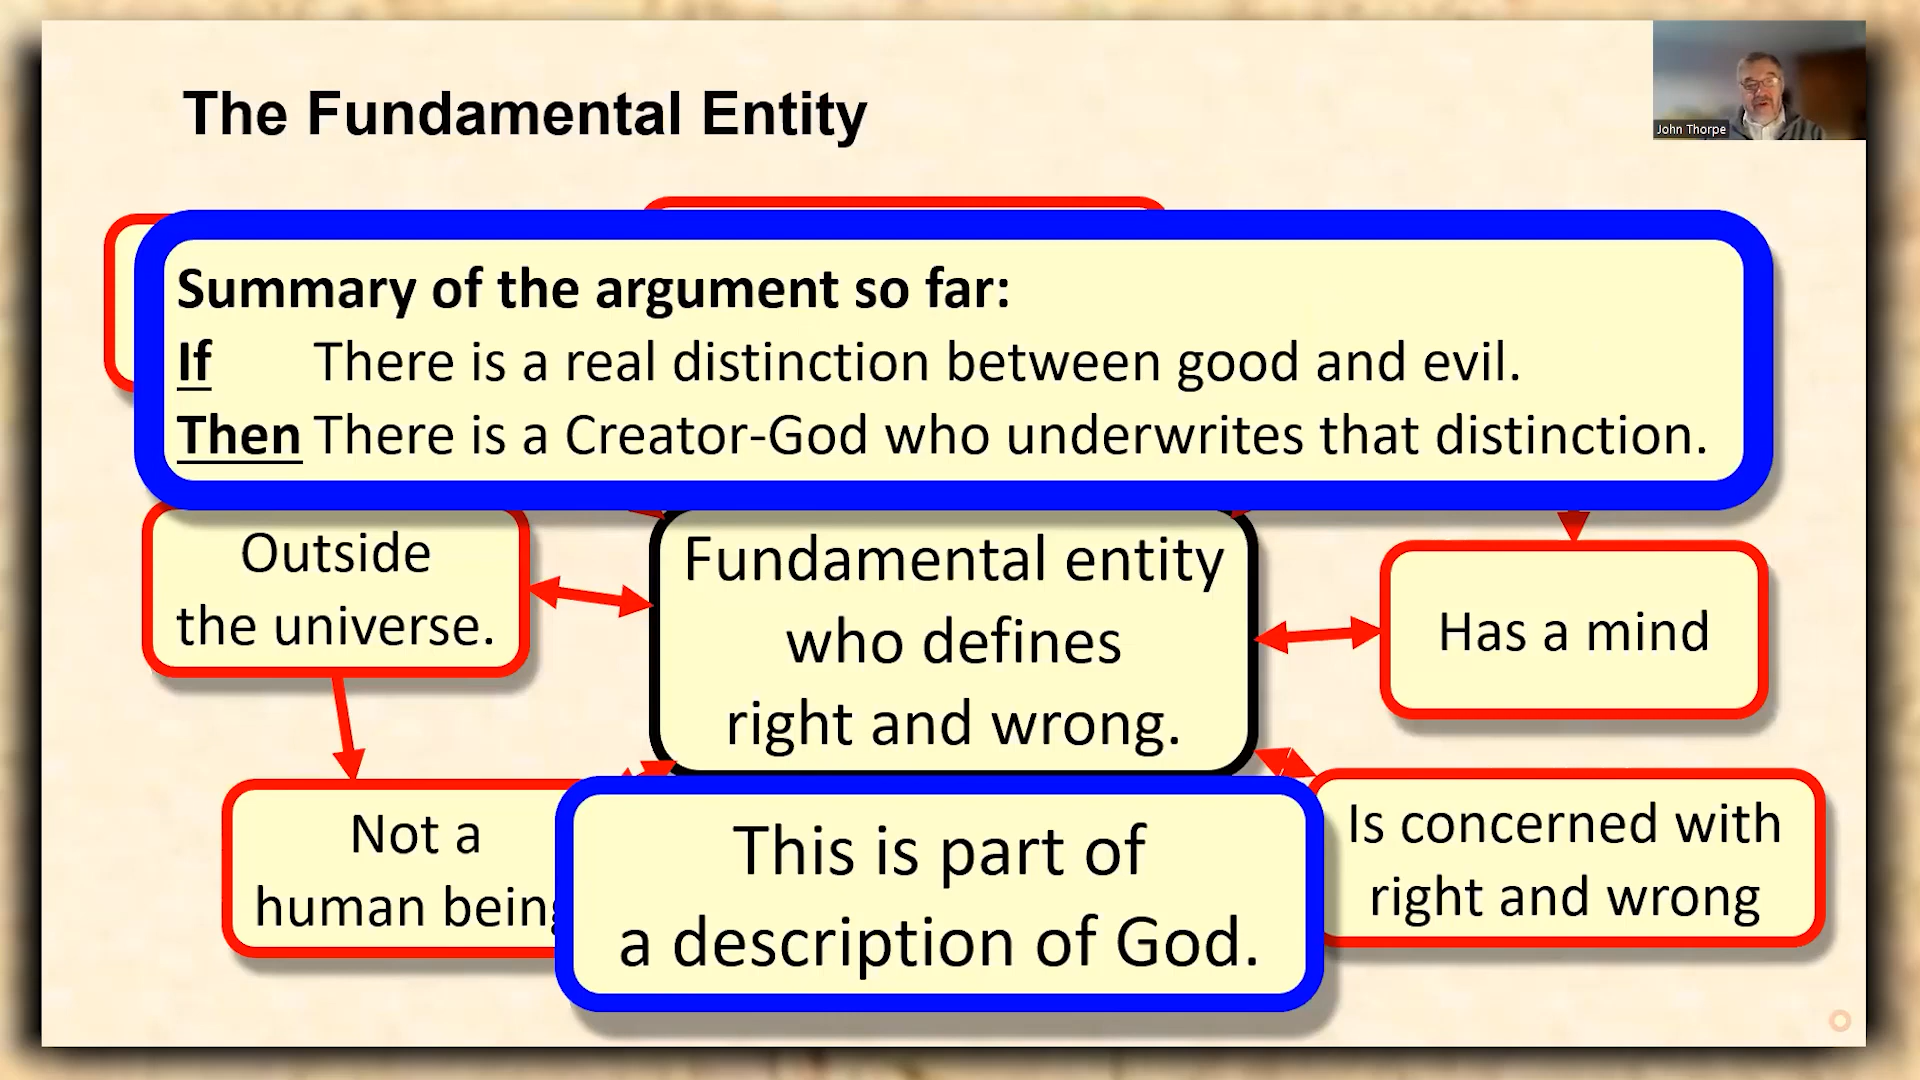 The Fundamental Entity
John Thorpe
Summary of the argument so far:
If There is a real distinction between good and evil.
Then There is a Creator-God who underwrites that distinction.
Outside
the universe.
Fundamental entity
who defines
right and wrong.
Has a mind
Not a
human being
This is part of
a description of God.
Is concerned with
right and wrong